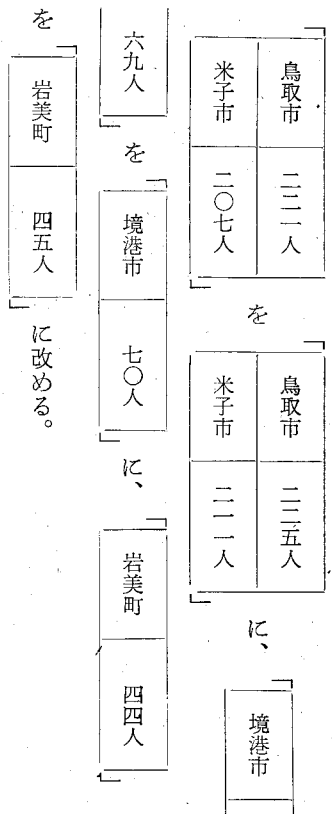 「鳥取市 二二一人
米子市 二〇七人」
を
「鳥取市 二二五人
米子市 二一一人」
に、「境港市
六九人」を「境港市 七〇人」に、「岩美町 四四人」
を「岩美町 四五人」に改める。